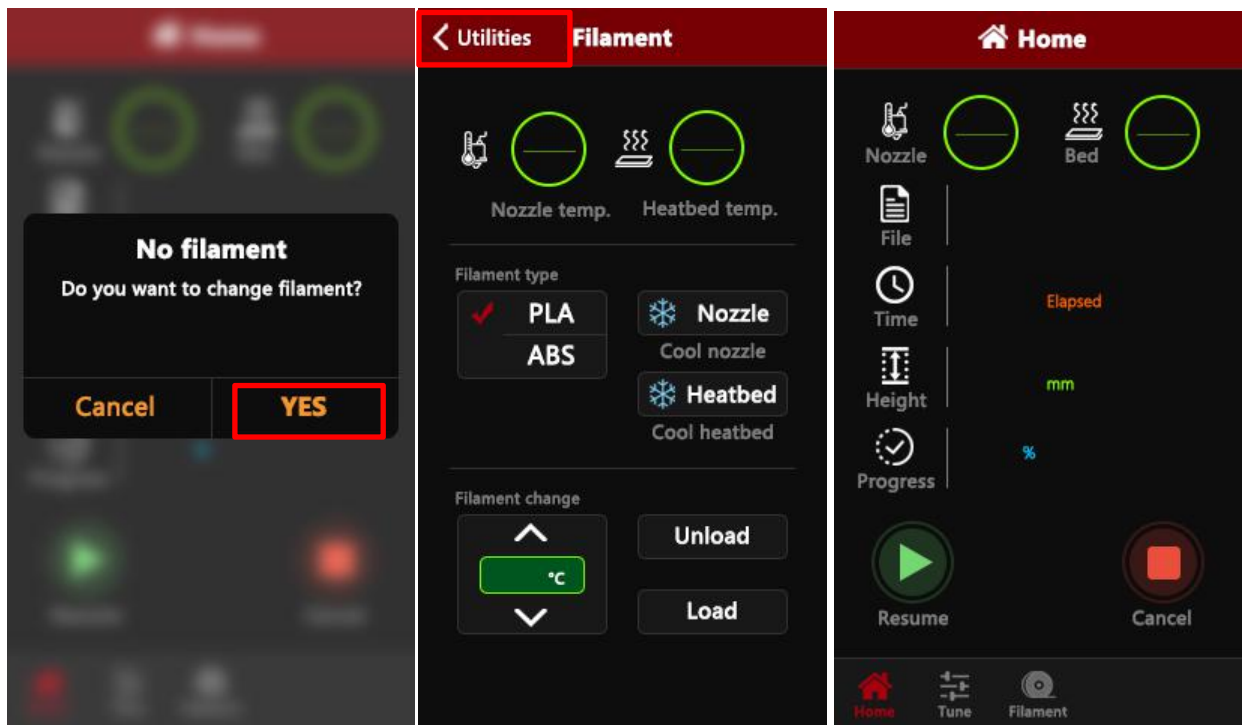 No filament
Do you want to change filament?
Cancel
YES
Utilities
Filament
Nozzle temp.
Heatbed temp.
Filament type
PLA
ABS
Nozzle
Cool nozzle
Heatbed
Cool heatbed
Filament change
°C
Unload
Load
Home
Nozzle
Bed
File
Time
Elapsed
Height
mm
Progress
%
Resume
Cancel
Home
Tune
Filament